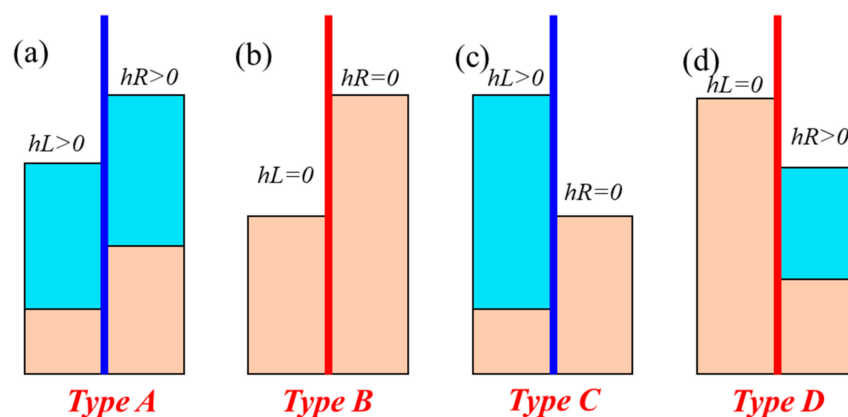 (a)
hL>0
hR>0
Type A
(b)
hL=0
hR=0
Type B
(c)
hL>0
hR=0
Type C
(d)
hL=0
hR>0
Type D